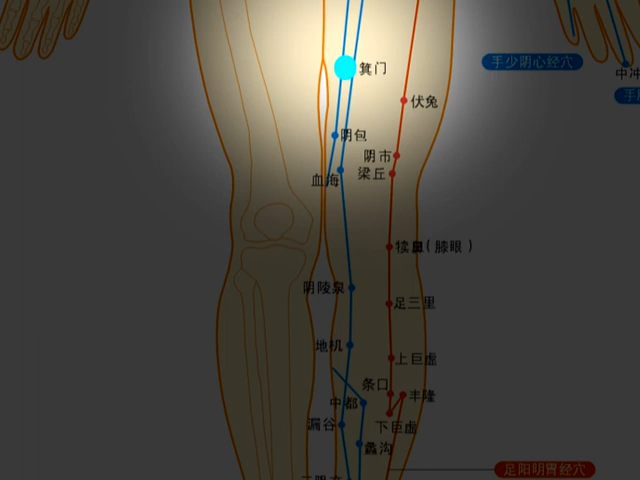 手少阴心经穴
箕门
中冲
伏兔
阴包
阴市
梁丘
血海
犊鼻(膝眼)
阴陵泉
足三里
地机
上巨虚
条口
丰隆
中都
漏谷
下巨虚
蠡沟
足阳明胃经穴